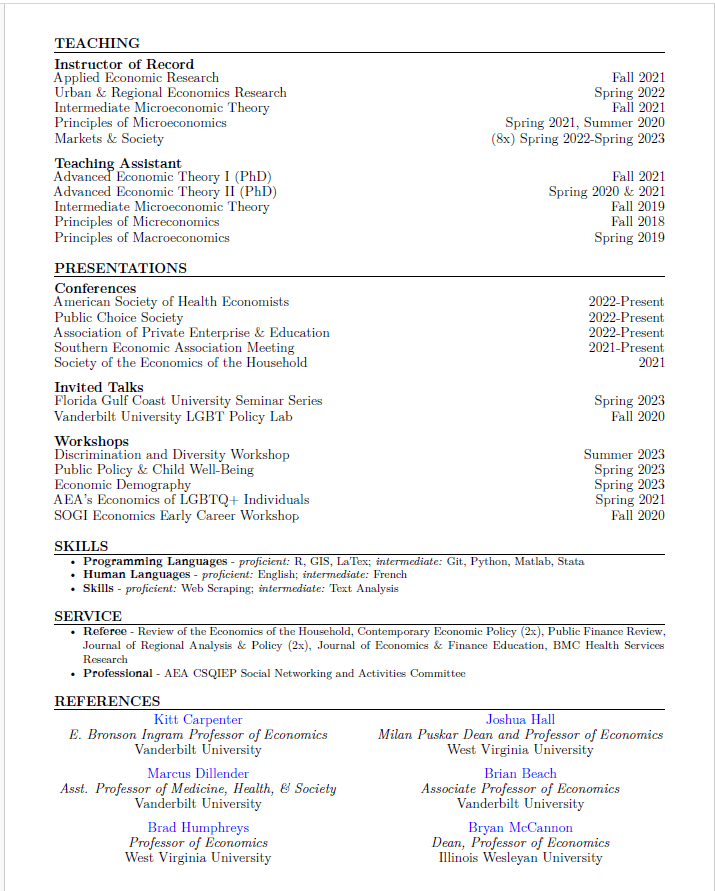 TEACHING
Instructor of Record
Applied Economic Research Fall 2021
Urban & Regional Economics Research Spring 2022
Intermediate Microeconomic Theory Fall 2021
Principles of Microeconomics Spring 2021, Summer 2020
Markets & Society (8x) Spring 2022-Spring 2023
Teaching Assistant
Advanced Economic Theory I (PhD) Fall 2021
Advanced Economic Theory II (PhD) Spring 2020 & 2021
Intermediate Microeconomic Theory Fall 2019
Principles of Micreconomics Fall 2018
Principles of Macroeconomics Spring 2019
PRESENTATIONS
Conferences
American Society of Health Economists 2022-Present
Public Choice Society 2022-Present
Association of Private Enterprise & Education 2022-Present
Southern Economic Association Meeting 2021-Present
Society of the Economics of the Household 2021
Invited Talks
Florida Gulf Coast University Seminar Series Spring 2023
Vanderbilt University LGBT Policy Lab Fall 2020
Workshops
Discrimination and Diversity Workshop Summer 2023
Public Policy & Child Well-Being Spring 2023
Economic Demography Spring 2023
AEA's Economics of LGBTQ+ Individuals Spring 2021
SOGI Economics Early Career Workshop Fall 2020
SKILLS
• Programming Languages - proficient: R, GIS, LaTex; intermediate: Git, Python, Matlab, Stata
• Human Languages - proficient: English; intermediate: French
• Skills - proficient: Web Scraping; intermediate: Text Analysis
SERVICE
• Referee - Review of the Economics of the Household, Contemporary Economic Policy (2x), Public Finance Review,
Journal of Regional Analysis & Policy (2x), Journal of Economics & Finance Education, BMC Health Services
Research
• Professional - AEA CSQIEP Social Networking and Activities Committee
REFERENCES
Kitt Carpenter Joshua Hall
E. Bronson Ingram Professor of Economics Milan Puskar Dean and Professor of Economics
Vanderbilt University West Virginia University
Marcus Dillender Brian Beach
Asst. Professor of Medicine, Health, & Society Associate Professor of Economics
Vanderbilt University Vanderbilt University
Brad Humphreys Bryan McCannon
Professor of Economics Dean, Professor of Economics
West Virginia University Illinois Wesleyan University